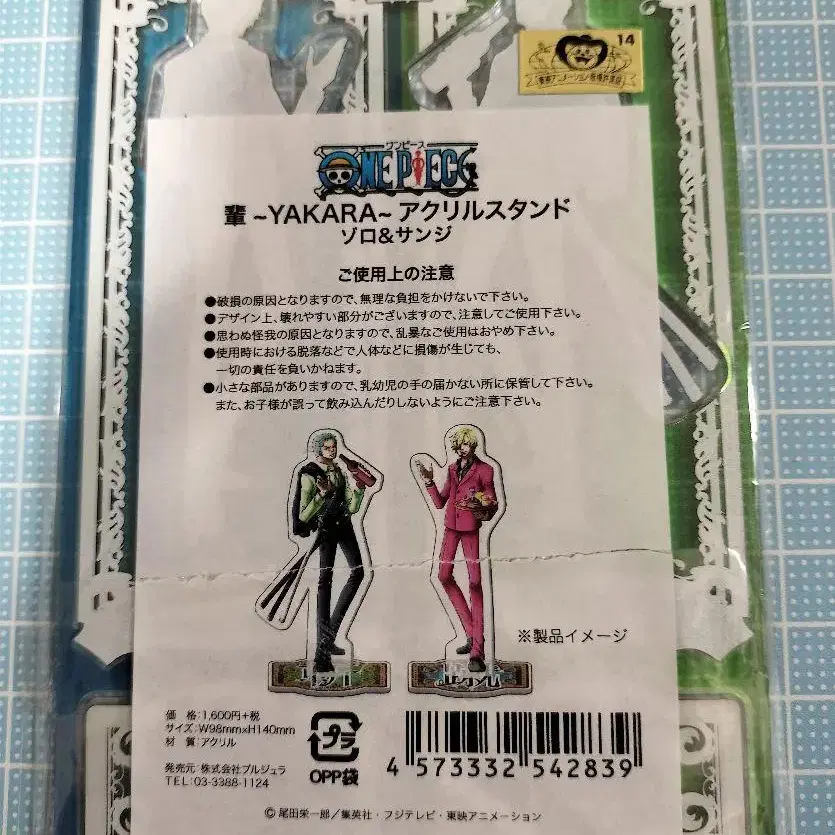 14
ワンピース
ONE PIECE
輩 ~YAKARA~ アクリルスタンド
ゾロ&サンジ
ご使用上の注意
●破損の原因となりますので、無理な負担をかけないで下さい。
●デザイン上、壊れやすい部分がございますので、注意してご使用下さい。
●思わぬ怪我の原因となりますので、乱暴なご使用はおやめ下さい。
●使用時における脱落などで人体などに損傷が生じても、
一切の責任を負いかねます。
●小さな部品がありますので、乳幼児の手の届かない所に保管して下さい。
また、お子様が誤って飲み込んだりしないようにご注意下さい。
※製品イメージ
価 格:1,600円+税
サイズ:W98mm×H140mm
材 質:アクリル
発売元:株式会社プルジュラ
TEL:03-3388-1124
プラ
OPP袋
4 573332 542839
© 尾田栄一郎/集英社・フジテレビ・東映アニメーション